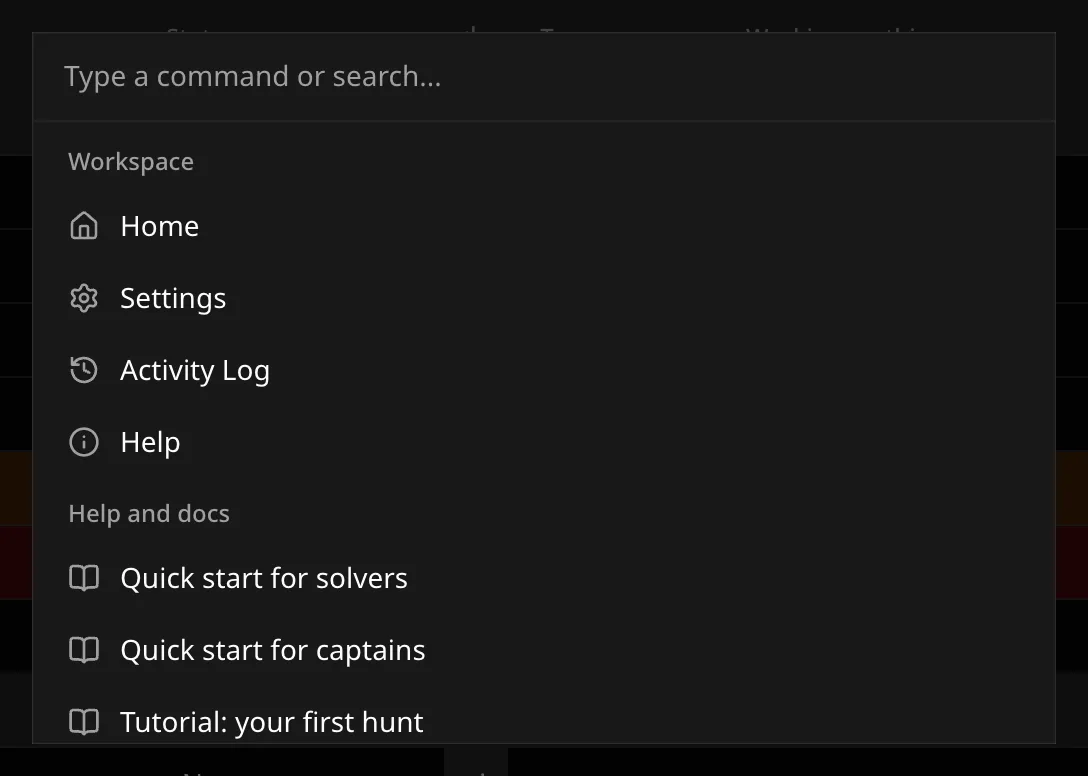 Type a command or search...
Workspace
Home
Settings
Activity Log
Help
Help and docs
Quick start for solvers
Quick start for captains
Tutorial: your first hunt